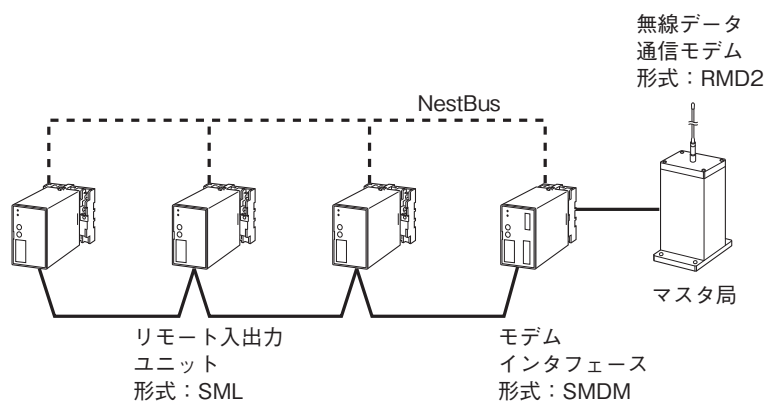 無線データ
通信モデム
形式：RMD2
NestBus
マスタ局
リモート入出力
ユニット
形式：SML
モデム
インタフェース
形式：SMDM